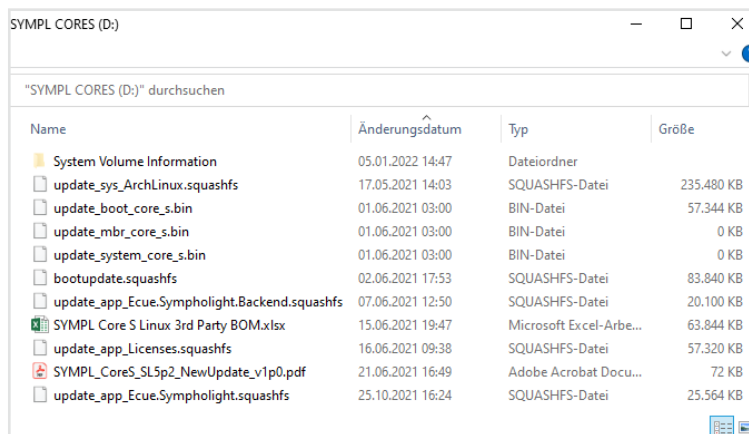 SYMPL CORES (D:)
"SYMPL CORES (D:)" durchsuchen
Name Änderungsdatum Typ Größe
System Volume Information 05.01.2022 14:47 Dateiordner
update_sys_ArchLinux.squashfs 17.05.2021 14:03 SQUASHFS-Datei 235.480 KB
update_boot_core_s.bin 01.06.2021 03:00 BIN-Datei 57.344 KB
update_mbr_core_s.bin 01.06.2021 03:00 BIN-Datei 0 KB
update_system_core_s.bin 01.06.2021 03:00 BIN-Datei 0 KB
bootupdate.squashfs 02.06.2021 17:53 SQUASHFS-Datei 83.840 KB
update_app_Ecue.Sympholight.Backend.squashfs 07.06.2021 12:50 SQUASHFS-Datei 20.100 KB
SYMPL Core S Linux 3rd Party BOM.xlsx 15.06.2021 19:47 Microsoft Excel-Arbe... 63.844 KB
update_app_Licenses.squashfs 16.06.2021 09:38 SQUASHFS-Datei 57.320 KB
SYMPL_CoreS_SL5p2_NewUpdate_v1p0.pdf 21.06.2021 16:49 Adobe Acrobat Docu... 72 KB
update_app_Ecue.Sympholight.squashfs 25.10.2021 16:24 SQUASHFS-Datei 25.564 KB